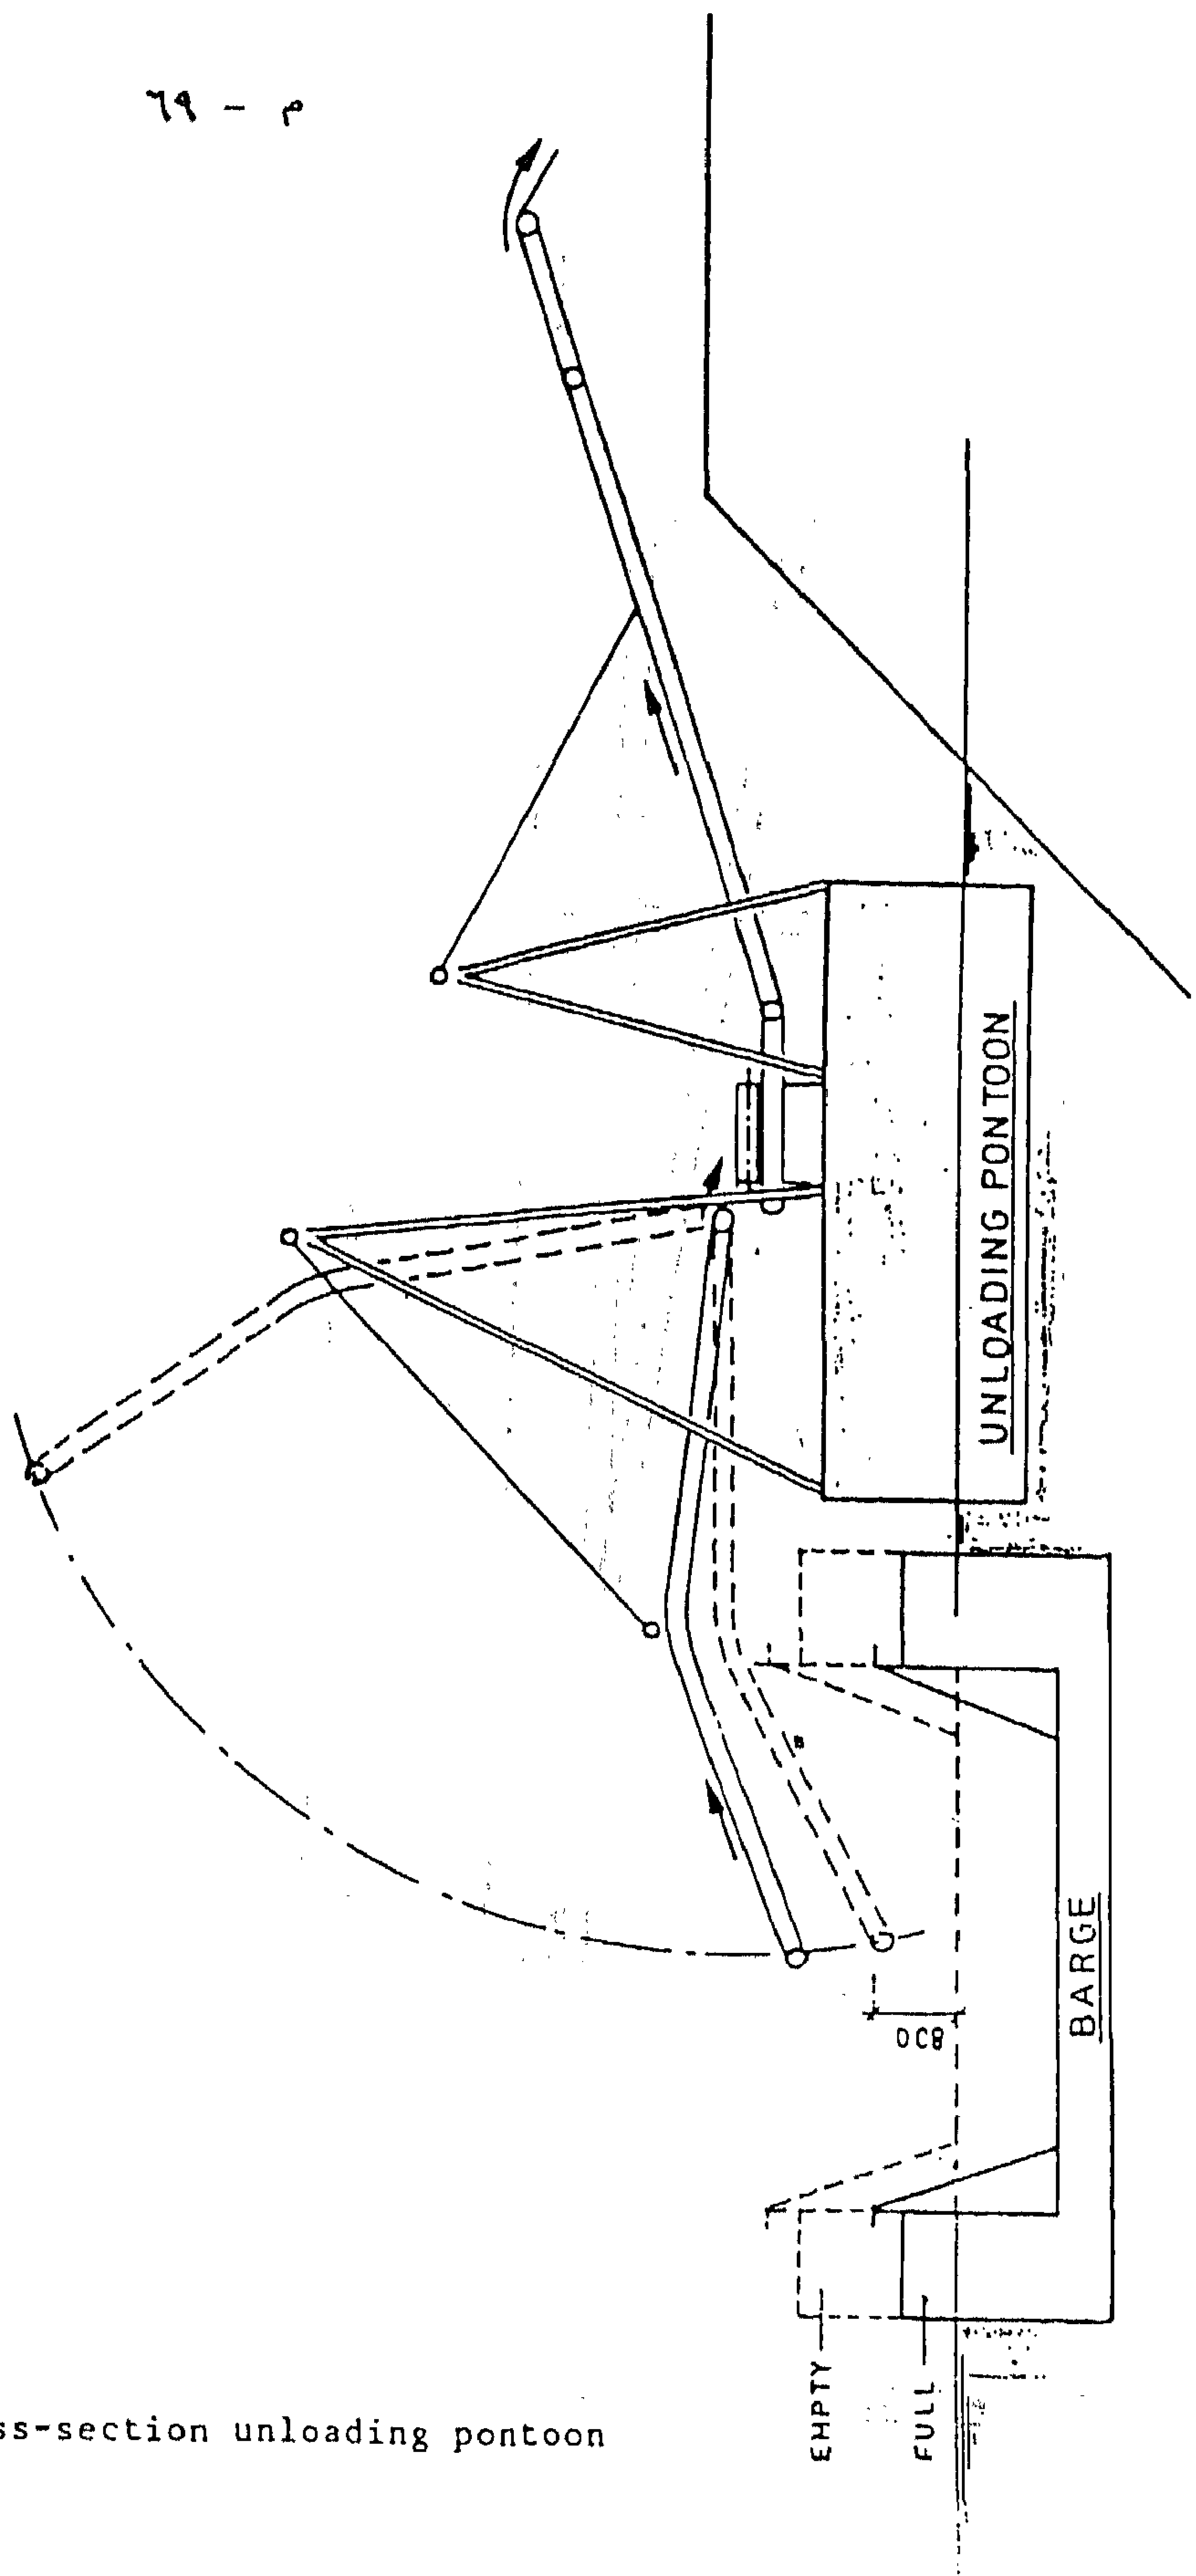 ٦٩ - م
UNLOADING PONTOON
BARGE
EMPTY
FULL
ss-section unloading pontoon